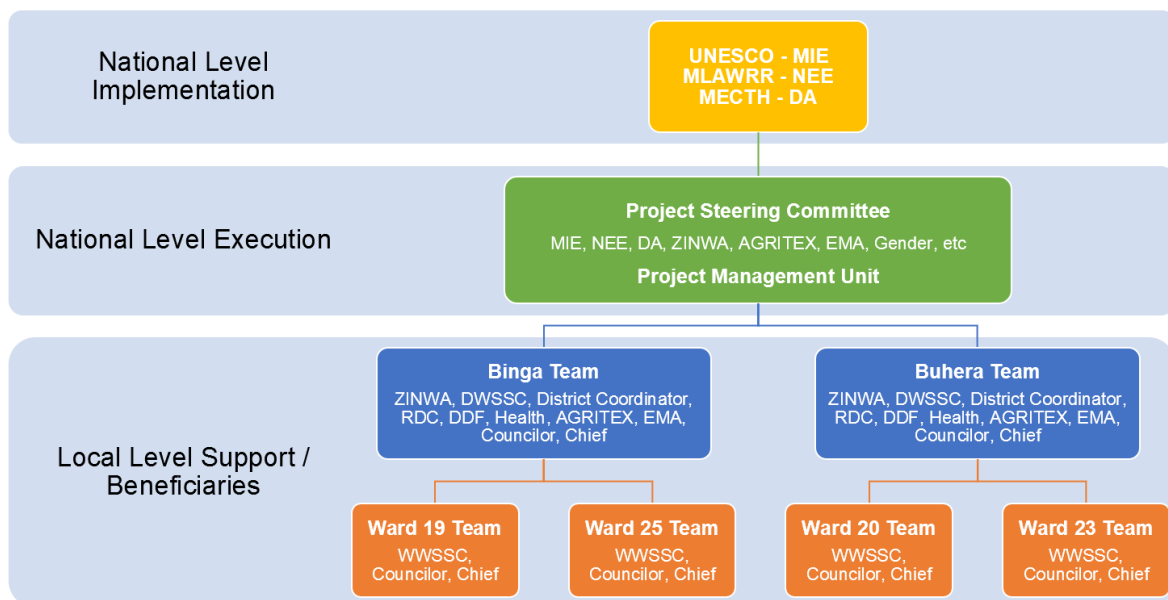 National Level
Implementation
UNESCO - MIE
MLAWRR - NEE
MECTH - DA
National Level Execution
Project Steering Committee
MIE, NEE, DA, ZINWA, AGRITEX, EMA, Gender, etc
Project Management Unit
Local Level Support /
Beneficiaries
Binga Team
ZINWA, DWSSC, District Coordinator,
RDC, DDF, Health, AGRITEX, EMA,
Councilor, Chief
Buhera Team
ZINWA, DWSSC, District Coordinator,
RDC, DDF, Health, AGRITEX, EMA,
Councilor, Chief
Ward 19 Team
WWSSC,
Councilor, Chief
Ward 25 Team
WWSSC,
Councilor, Chief
Ward 20 Team
WWSSC,
Councilor, Chief
Ward 23 Team
WWSSC,
Councilor, Chief